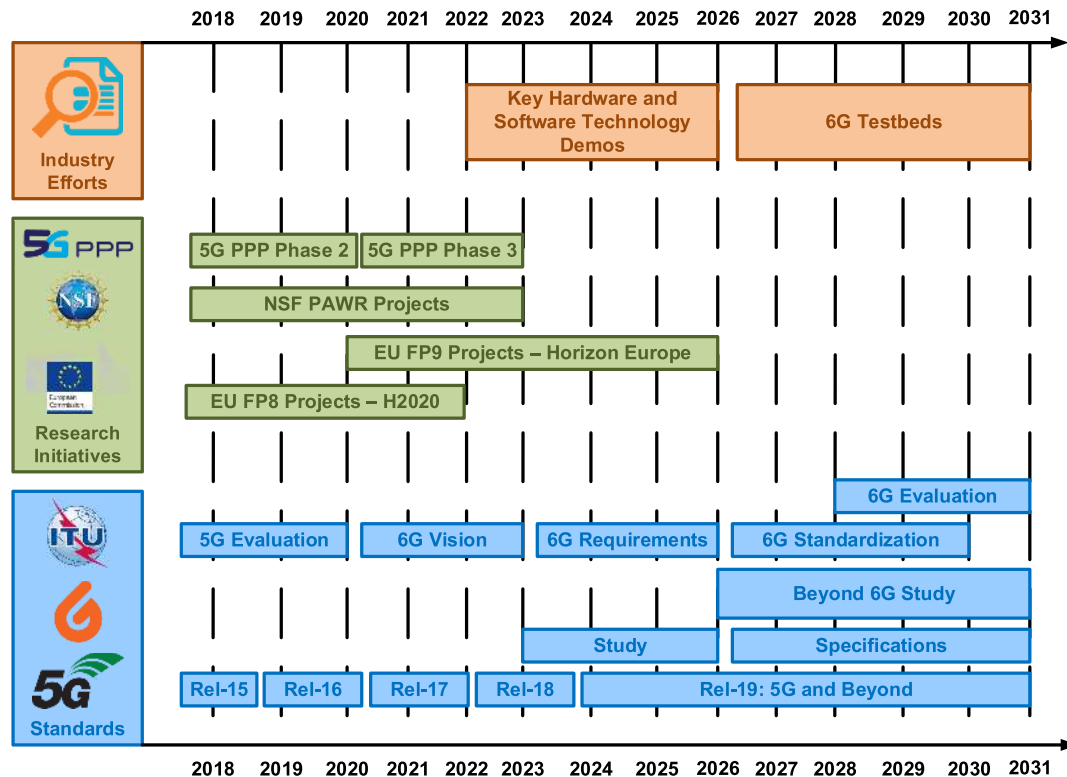 2018 2019 2020 2021 2022 2023 2024 2025 2026 2027 2028 2029 2030 2031
Industry
Efforts
Key Hardware and
Software Technology
Demos
6G Testbeds
5G PPP
NSF
European
Commission
Research
Initiatives
5G PPP Phase 2
5G PPP Phase 3
NSF PAWR Projects
EU FP9 Projects – Horizon Europe
EU FP8 Projects – H2020
ITU
5G
Standards
6G Evaluation
5G Evaluation
6G Vision
6G Requirements
6G Standardization
Beyond 6G Study
Study
Specifications
Rel-15
Rel-16
Rel-17
Rel-18
Rel-19: 5G and Beyond
2018 2019 2020 2021 2022 2023 2024 2025 2026 2027 2028 2029 2030 2031